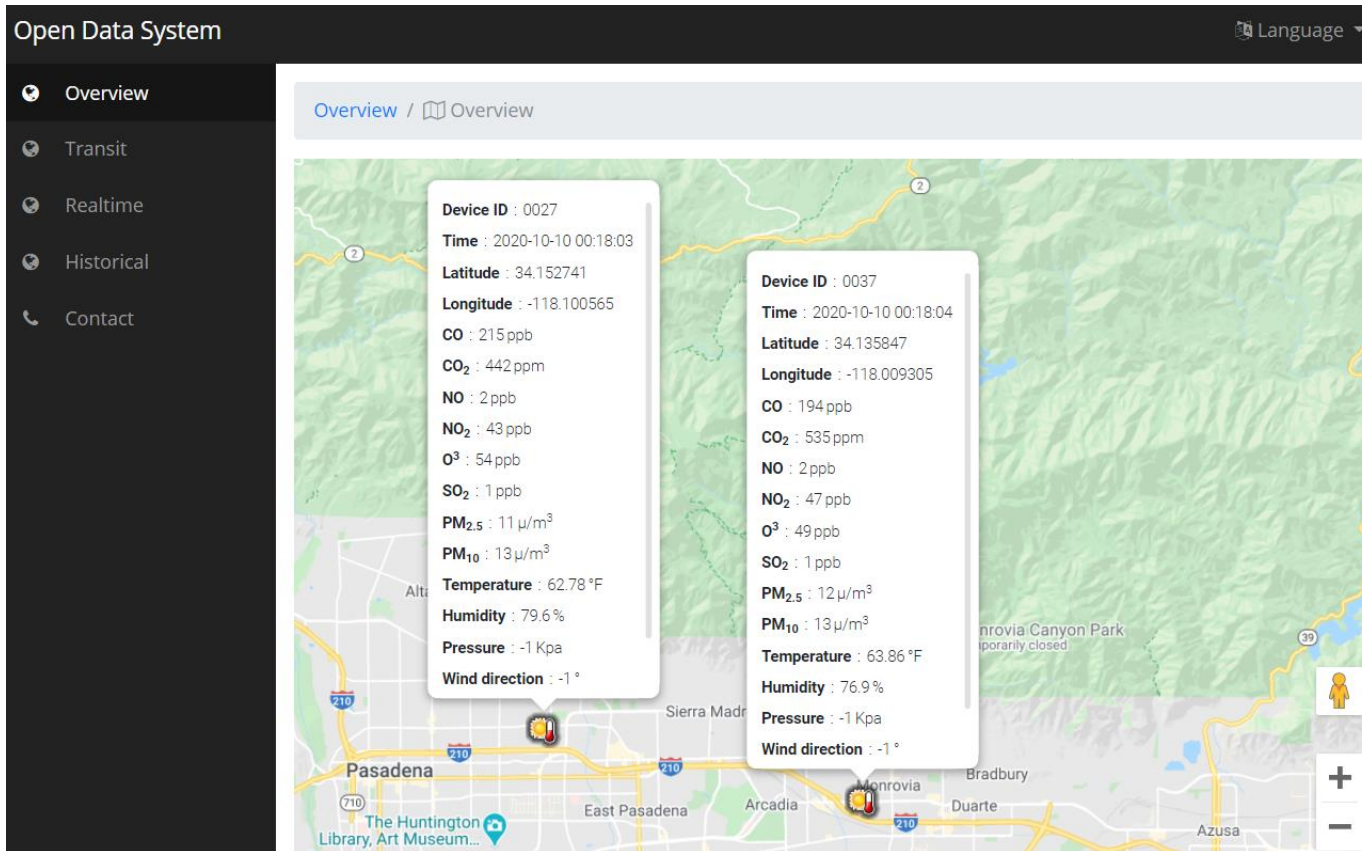 Open Data System
Language
Overview
Transit
Realtime
Historical
Contact
Overview / Overview
Device ID : 0027
Time : 2020-10-10 00:18:03
Latitude : 34.152741
Longitude : -118.100565
CO : 215 ppb
CO₂ : 442 ppm
NO : 2 ppb
NO₂ : 43 ppb
O³ : 54 ppb
SO₂ : 1 ppb
PM₂.₅ : 11 μ/m³
PM₁₀ : 13 μ/m³
Temperature : 62.78 °F
Humidity : 79.6 %
Pressure : -1 Kpa
Wind direction : -1 °
Device ID : 0037
Time : 2020-10-10 00:18:04
Latitude : 34.135847
Longitude : -118.009305
CO : 194 ppb
CO₂ : 535 ppm
NO : 2 ppb
NO₂ : 47 ppb
O³ : 49 ppb
SO₂ : 1 ppb
PM₂.₅ : 12 μ/m³
PM₁₀ : 13 μ/m³
Temperature : 63.86 °F
Humidity : 76.9 %
Pressure : -1 Kpa
Wind direction : -1 °
2
2
Canyon Park
closed
39
210
Sierra
210
210
Pasadena
710
East Pasadena
Arcadia
Monrovia
Bradbury
Duarte
210
Azusa
The Huntington
Library, Art Museum...